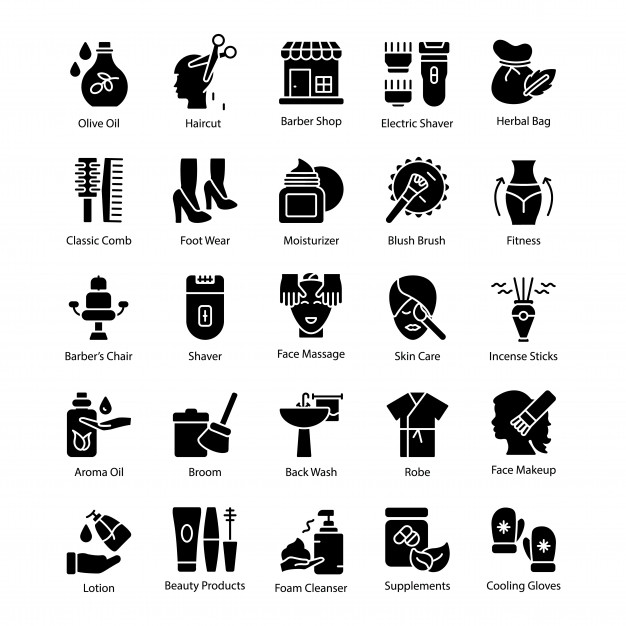 Olive Oil
Haircut
Barber Shop
Electric Shaver
Herbal Bag
Classic Comb
Foot Wear
Moisturizer
Blush Brush
Fitness
Barber's Chair
Shaver
Face Massage
Skin Care
Incense Sticks
Aroma Oil
Broom
Back Wash
Robe
Face Makeup
Lotion
Beauty Products
Foam Cleanser
Supplements
Cooling Gloves